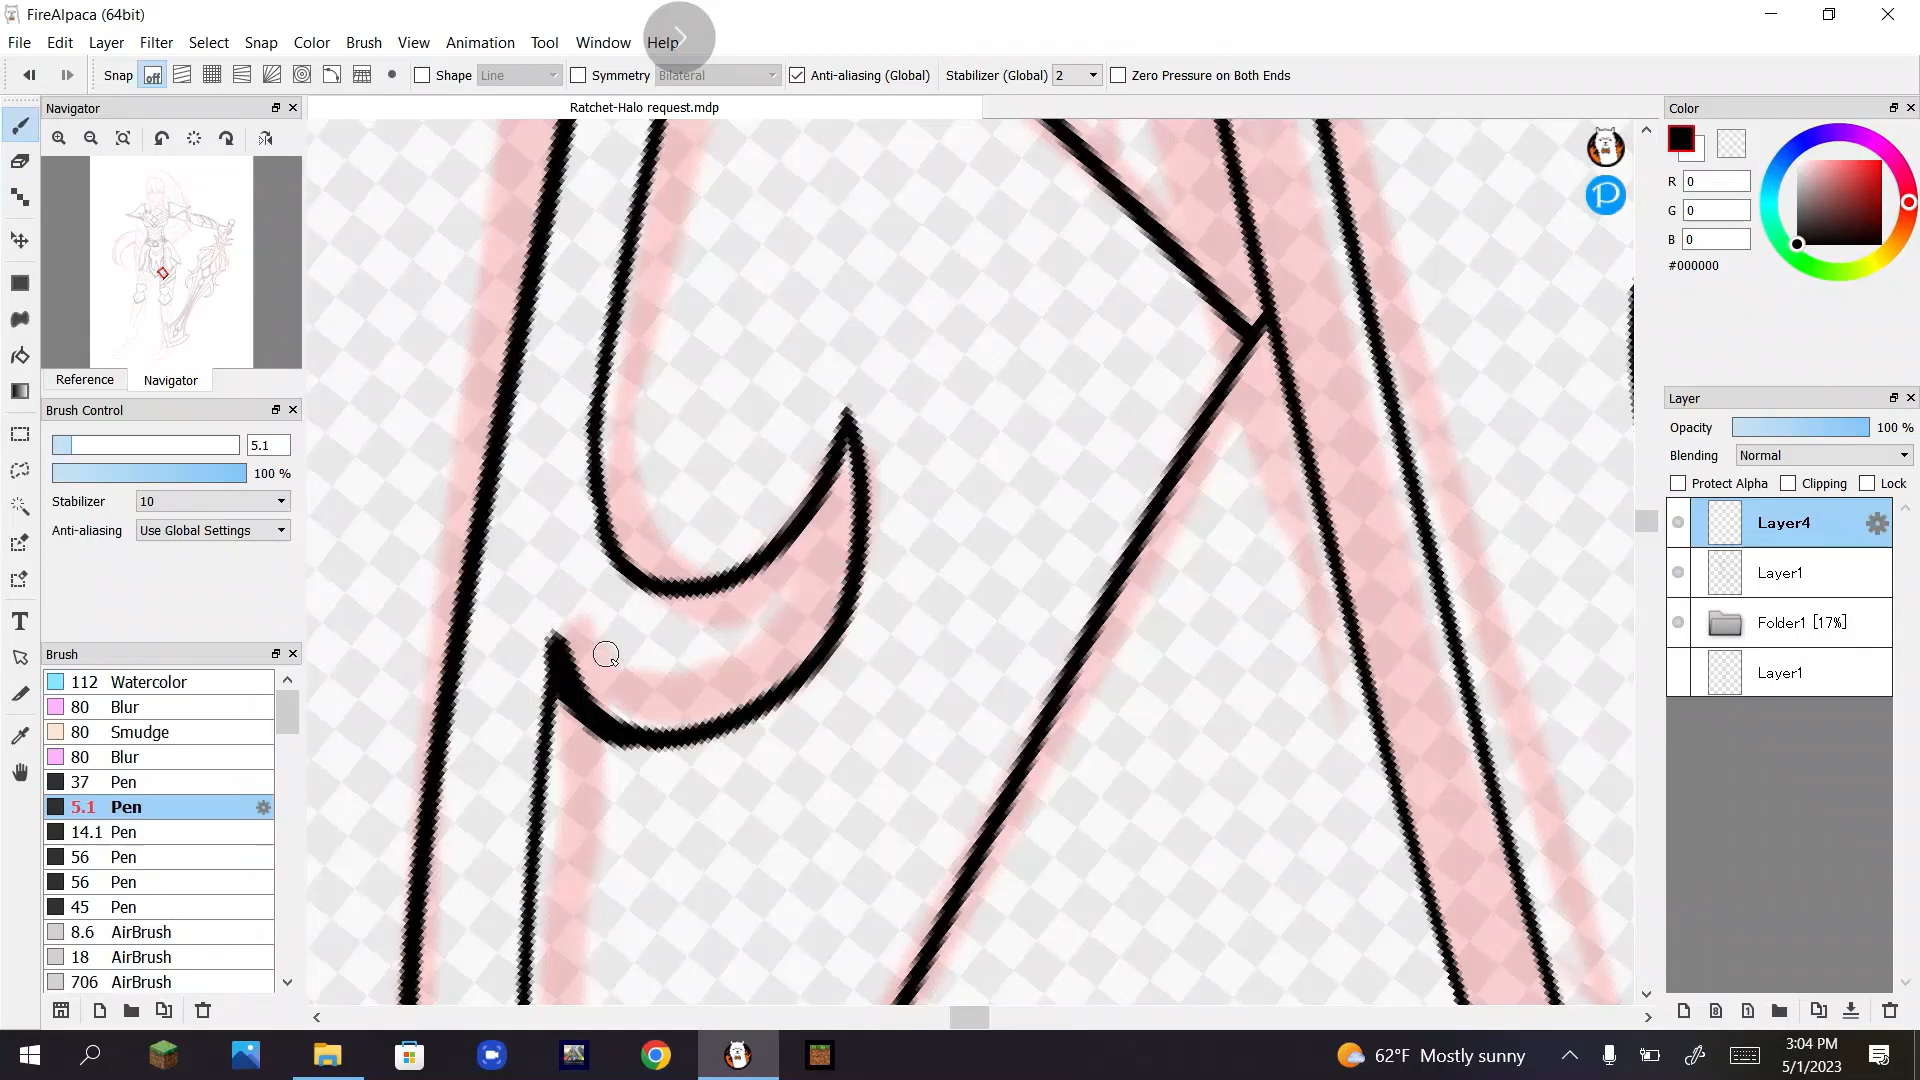 FireAlpaca (64bit)
File Edit Layer Filter Select Snap Color Brush View Animation Tool Window Help
Snap off Shape Line Symmetry Bilateral Anti-aliasing (Global) Stabilizer (Global) 2 Zero Pressure on Both Ends
Navigator
Ratchet-Halo request.mdp
Color
R 0
G 0
B 0
#000000
Reference Navigator
Brush Control
5.1
100 %
Stabilizer 10
Anti-aliasing Use Global Settings
Layer
Opacity 100 %
Blending Normal
Protect Alpha Clipping Lock
Layer4
Layer1
Folder1 [17%]
Layer1
Brush
112 Watercolor
80 Blur
80 Smudge
80 Blur
37 Pen
5.1 Pen
14.1 Pen
56 Pen
56 Pen
45 Pen
8.6 AirBrush
18 AirBrush
706 AirBrush
62°F Mostly sunny
3:04 PM
5/1/2023